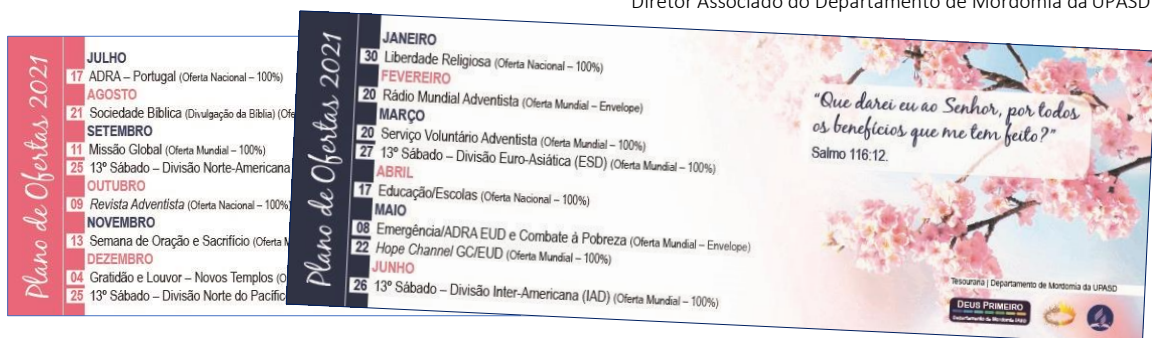 Diretor Associado do Departamento de Mordomia da UPASD
Plano de Ofertas 2021
JULHO
17 ADRA – Portugal (Oferta Nacional – 100%)
AGOSTO
21 Sociedade Bíblica (Divulgação da Bíblia) (Ofe
SETEMBRO
11 Missão Global (Oferta Mundial – 100%)
25 13º Sábado – Divisão Norte-Americana
OUTUBRO
09 Revista Adventista (Oferta Nacional – 100%
NOVEMBRO
13 Semana de Oração e Sacrifício (Oferta M
DEZEMBRO
04 Gratidão e Louvor – Novos Templos (O
25 13º Sábado – Divisão Norte do Pacífic
Plano de Ofertas 2021
JANEIRO
30 Liberdade Religiosa (Oferta Nacional – 100%)
FEVEREIRO
20 Rádio Mundial Adventista (Oferta Mundial – Envelope)
MARÇO
20 Serviço Voluntário Adventista (Oferta Mundial – 100%)
27 13º Sábado – Divisão Euro-Asiática (ESD) (Oferta Mundial – 100%)
ABRIL
17 Educação/Escolas (Oferta Nacional – 100%)
MAIO
08 Emergência/ADRA EUD e Combate à Pobreza (Oferta Mundial – Envelope)
22 Hope Channel GC/EUD (Oferta Mundial – 100%)
JUNHO
26 13º Sábado – Divisão Inter-Americana (IAD) (Oferta Mundial – 100%)
“Que darei eu ao Senhor, por todos
os benefícios que me tem feito?”
Salmo 116:12.
Tesouraria | Departamento de Mordomia da UPASD
DEUS PRIMEIRO